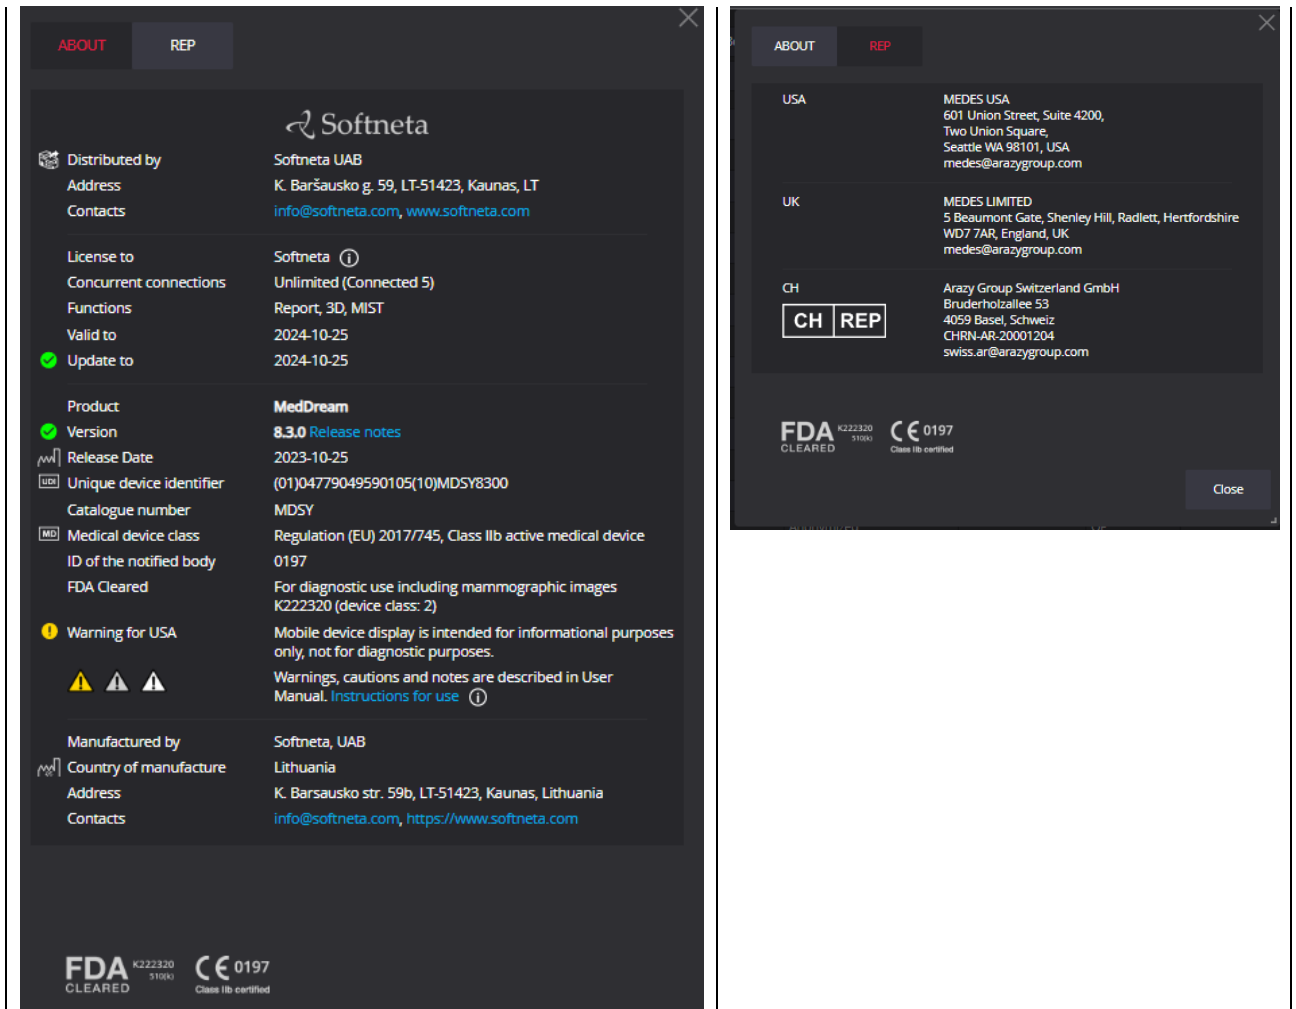 ABOUT REP
Softneta
Distributed by Softneta UAB
Address K. Baršausko g. 59, LT-51423, Kaunas, LT
Contacts info@softneta.com, www.softneta.com
License to Softneta
Concurrent connections Unlimited (Connected 5)
Functions Report, 3D, MIST
Valid to 2024-10-25
Update to 2024-10-25
Product MedDream
Version 8.3.0 Release notes
Release Date 2023-10-25
UDI Unique device identifier (01)04779049590105(10)MDSY8300
Catalogue number MDSY
MD Medical device class Regulation (EU) 2017/745, Class IIb active medical device
ID of the notified body 0197
FDA Cleared For diagnostic use including mammographic images
K222320 (device class: 2)
Warning for USA Mobile device display is intended for informational purposes
only, not for diagnostic purposes.
Warnings, cautions and notes are described in User
Manual. Instructions for use
Manufactured by Softneta, UAB
Country of manufacture Lithuania
Address K. Barsausko str. 59b, LT-51423, Kaunas, Lithuania
Contacts info@softneta.com, https://www.softneta.com
FDA K222320 CE 0197
CLEARED 510(k) Class IIb certified
ABOUT REP
USA MEDES USA
601 Union Street, Suite 4200,
Two Union Square,
Seattle WA 98101, USA
medes@arazygroup.com
UK MEDES LIMITED
5 Beaumont Gate, Shenley Hill, Radlett, Hertfordshire
WD7 7AR, England, UK
medes@arazygroup.com
CH Arazy Group Switzerland GmbH
Bruderholzallee 53
CH REP 4059 Basel, Schweiz
CHRN-AR-20001204
swiss.ar@arazygroup.com
FDA K222320 CE 0197
CLEARED 510(k) Class IIb certified
Close